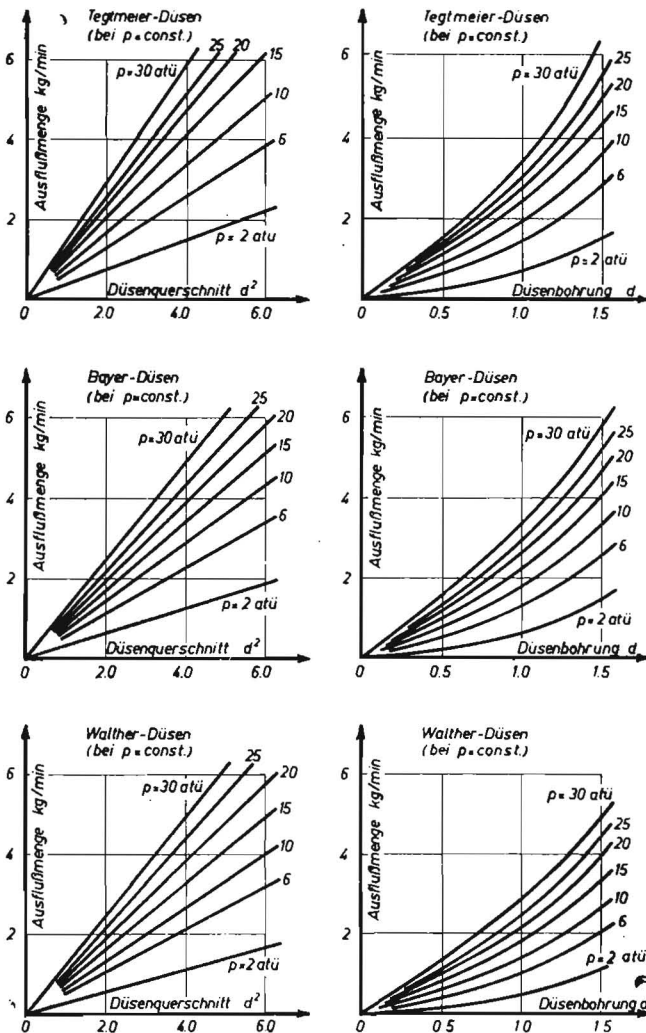 Tegtmeier-Düsen
(bei p=const.)
25 20 15
p=30 atü
10
6
p=2 atü
Ausflußmenge kg/min
6
4
2
0 2.0 4.0 6.0
Düsenquerschnitt d²
Tegtmeier-Düsen
(bei p=const.)
p=30 atü
25
20
15
10
6
p=2 atü
Ausflußmenge kg/min
6
4
2
Düsenbohrung d
0 0.5 1.0 1.5
Bayer-Düsen
(bei p=const.)
25
p=30 atü
20
15
10
6
p=2 atü
Ausflußmenge kg/min
6
4
2
Düsenquerschnitt d²
0 2.0 4.0 6.0
Bayer-Düsen
(bei p=const.)
p=30 atü
25
20
15
10
6
p=2 atü
Ausflußmenge kg/min
6
4
2
Düsenbohrung d
0 0.5 1.0 1.5
Walther-Düsen
(bei p=const.)
25
p=30 atü
20
15
10
6
p=2 atü
Ausflußmenge kg/min
6
4
2
Düsenquerschnitt d²
0 2.0 4.0 6.0
Walther-Düsen
(bei p=const.)
p=30 atü
25
20
15
10
6
p=2 atü
Ausflußmenge kg/min
6
4
2
Düsenbohrung d
0 0.5 1.0 1.5